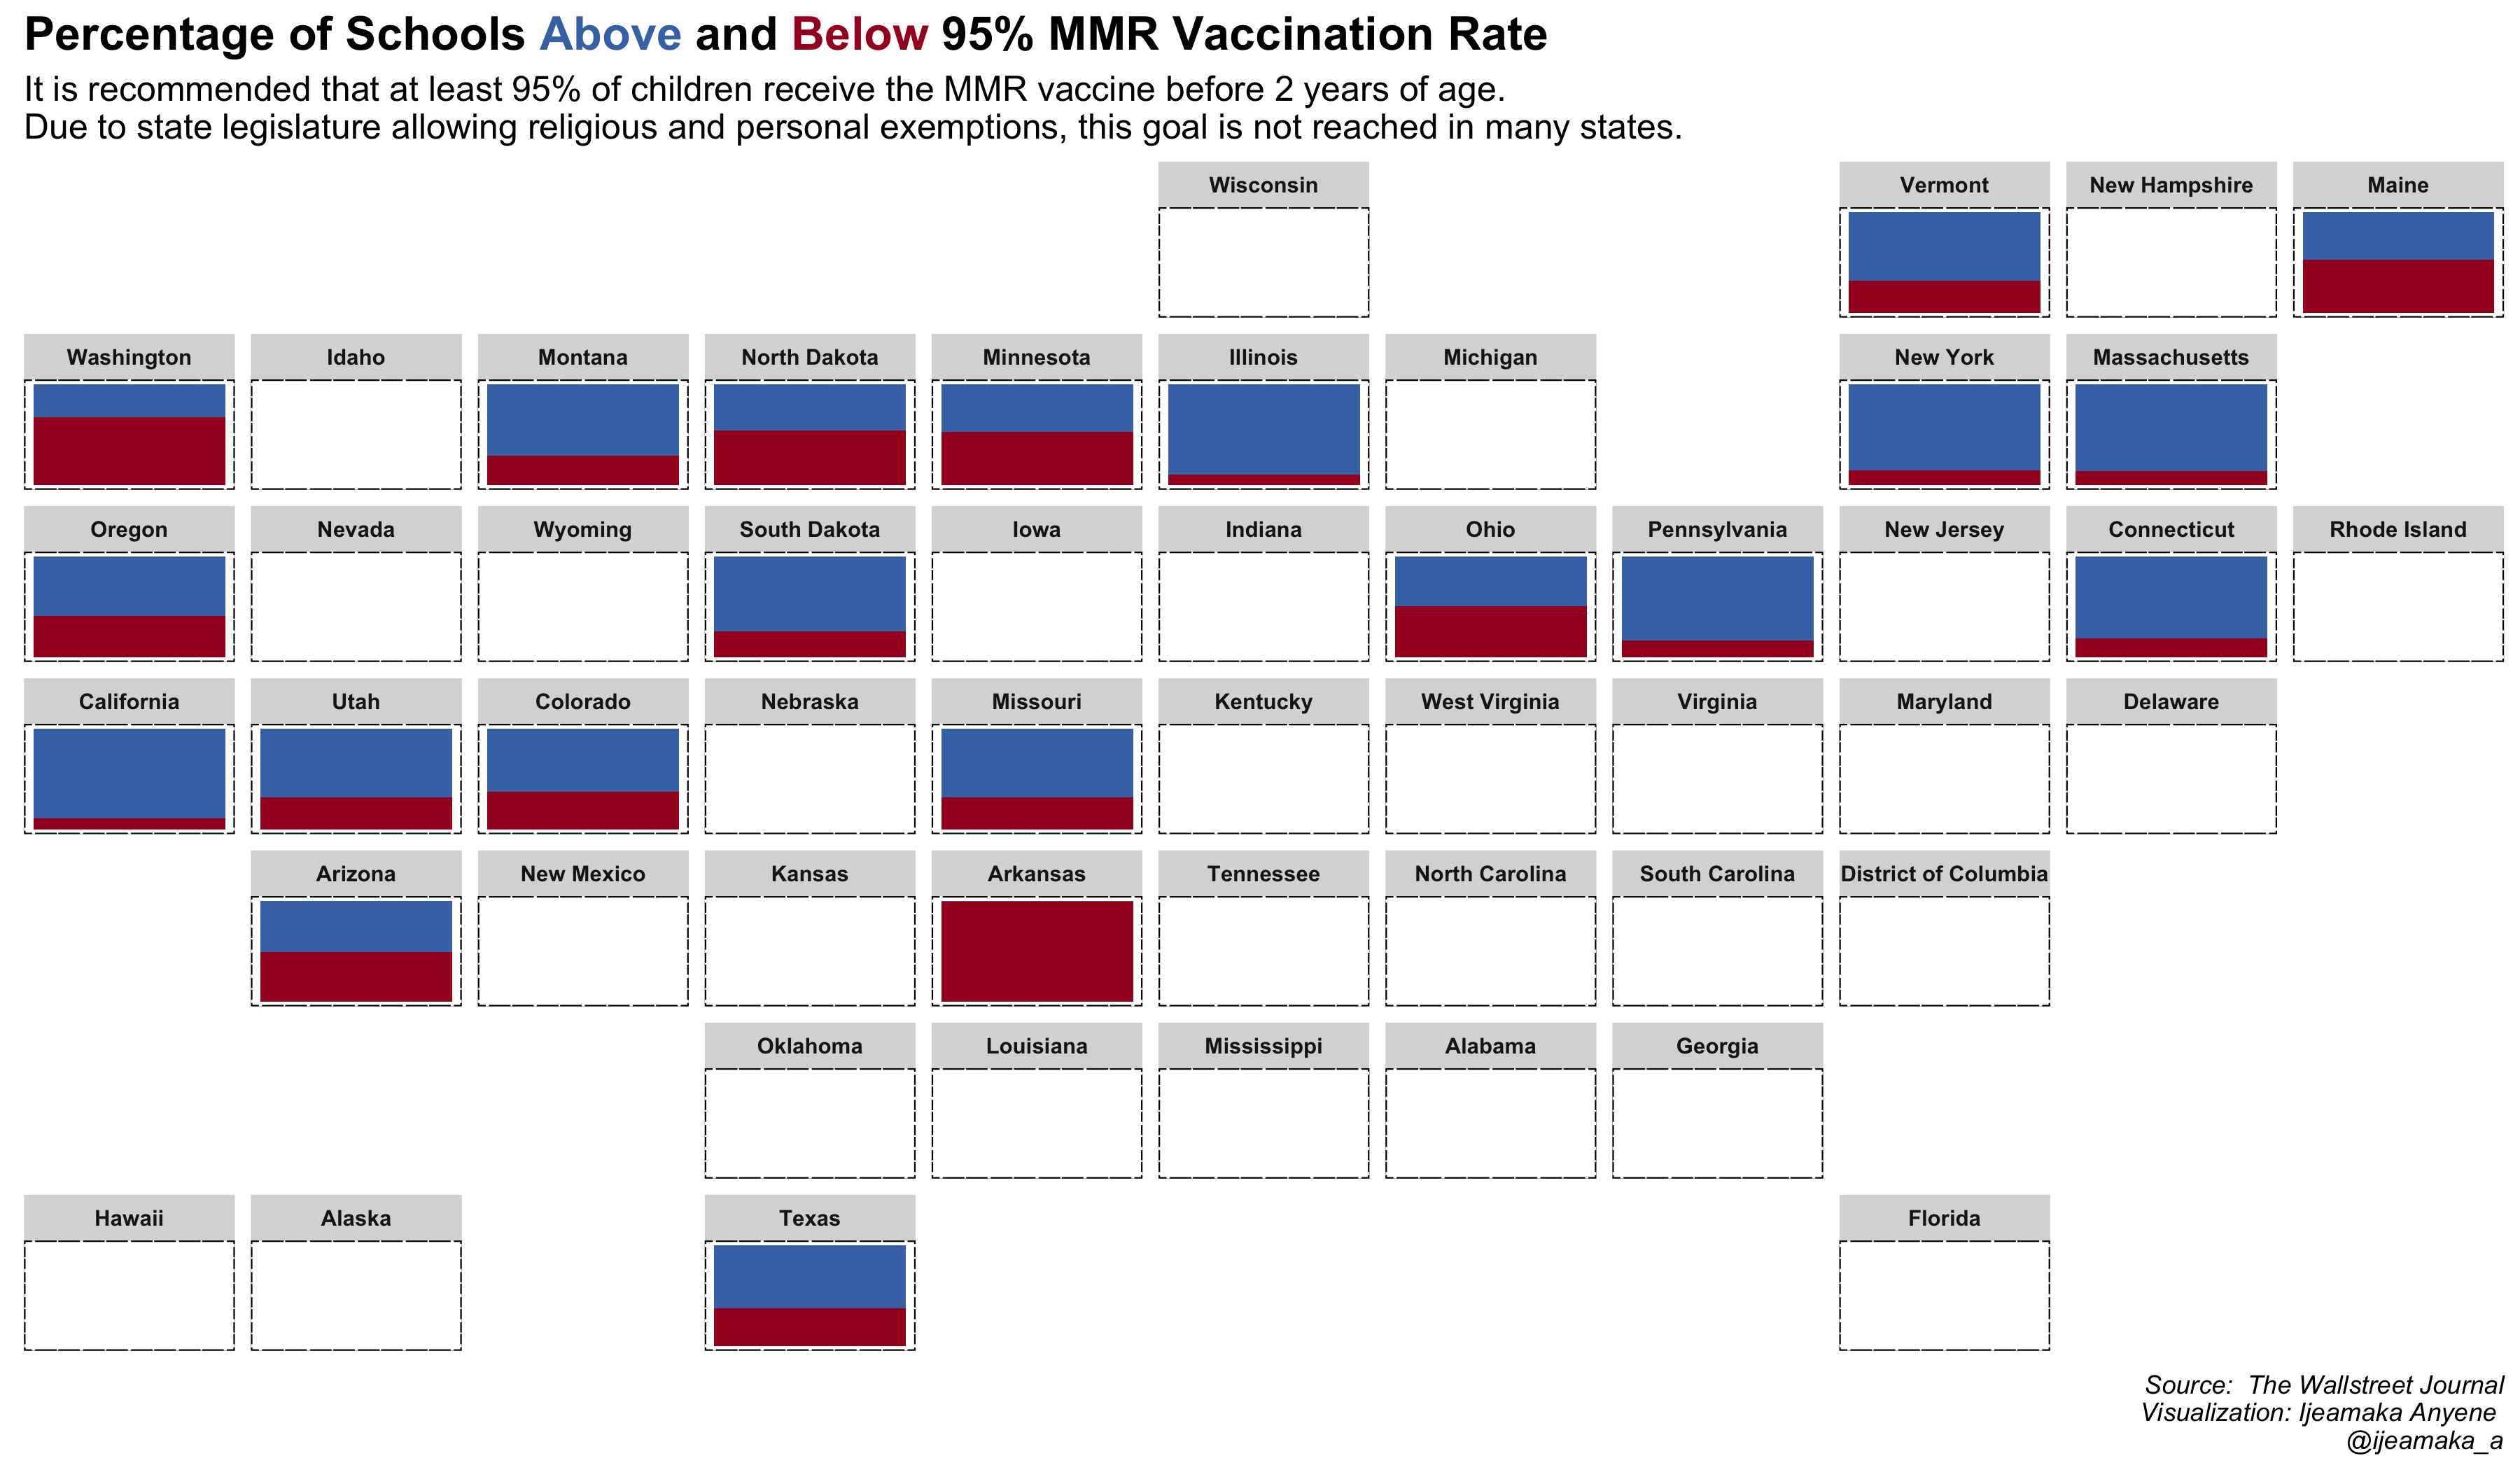 Percentage of Schools Above and Below 95% MMR Vaccination Rate
It is recommended that at least 95% of children receive the MMR vaccine before 2 years of age.
Due to state legislature allowing religious and personal exemptions, this goal is not reached in many states.
Wisconsin Vermont New Hampshire Maine
Washington Idaho Montana North Dakota Minnesota Illinois Michigan New York Massachusetts
Oregon Nevada Wyoming South Dakota Iowa Indiana Ohio Pennsylvania New Jersey Connecticut Rhode Island
California Utah Colorado Nebraska Missouri Kentucky West Virginia Virginia Maryland Delaware
Arizona New Mexico Kansas Arkansas Tennessee North Carolina South Carolina District of Columbia
Oklahoma Louisiana Mississippi Alabama Georgia
Hawaii Alaska Texas Florida
Source: The Wallstreet Journal
Visualization: Ijeamaka Anyene
@ijeamaka_a